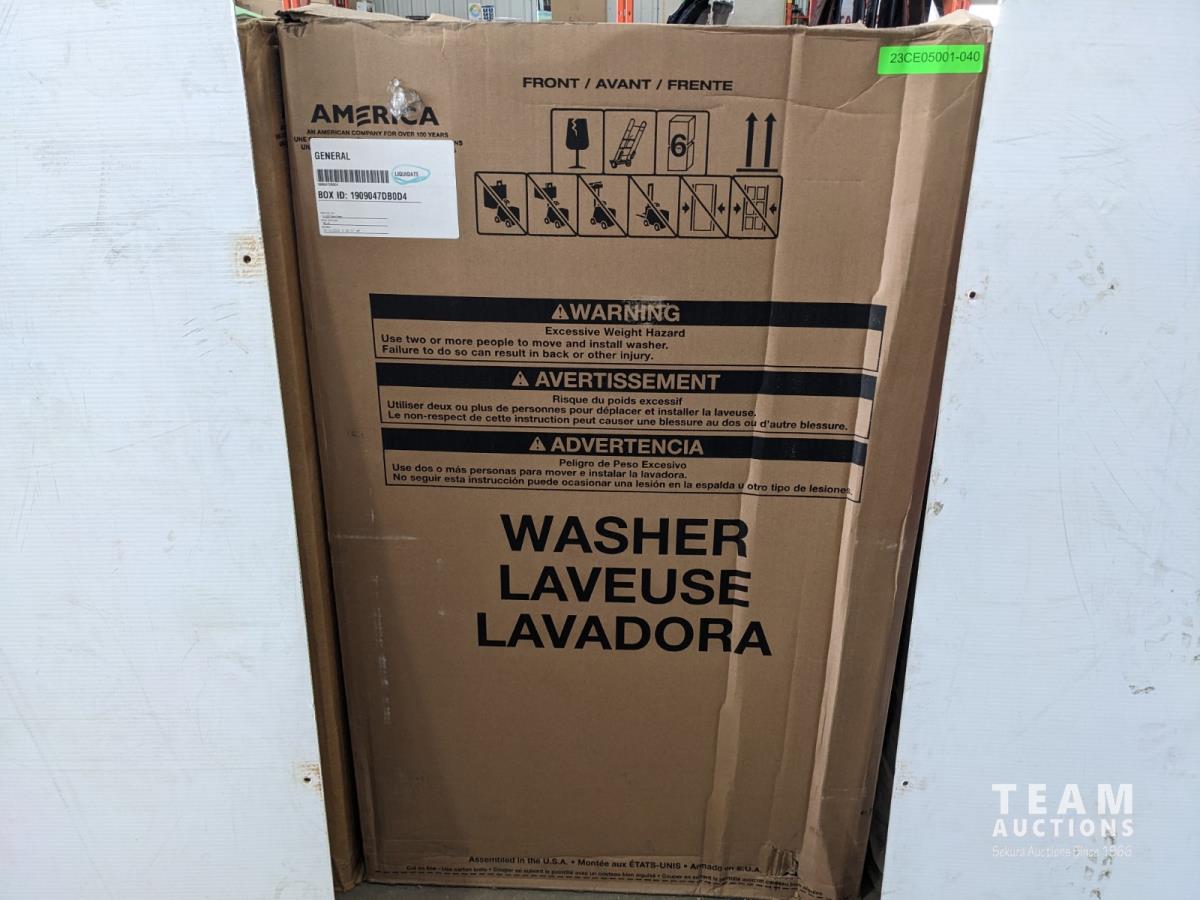 23CE05001-040
FRONT / AVANT / FRENTE
AMERICA
AN AMERICAN COMPANY FOR OVER 100 YEARS
GENERAL
LIQUIDATE
BOX ID: 1909047DB0D4
6
WARNING
Excessive Weight Hazard
Use two or more people to move and install washer.
Failure to do so can result in back or other injury.
AVERTISSEMENT
Risque du poids excessif
Utiliser deux ou plus de personnes pour déplacer et installer la laveuse.
Le non-respect de cette instruction peut causer une blessure au dos ou d'autre blessure.
ADVERTENCIA
Peligro de Peso Excesivo
Use dos o más personas para mover e instalar la lavadora.
No seguir esta instrucción puede ocasionar una lesión en la espalda u otro tipo de lesiones.
WASHER
LAVEUSE
LAVADORA
Assembled in the U.S.A. • Montée aux ÉTATS-UNIS • Armado en E.U.A.
TEAM
AUCTIONS
Sekura Auctions Since 1966